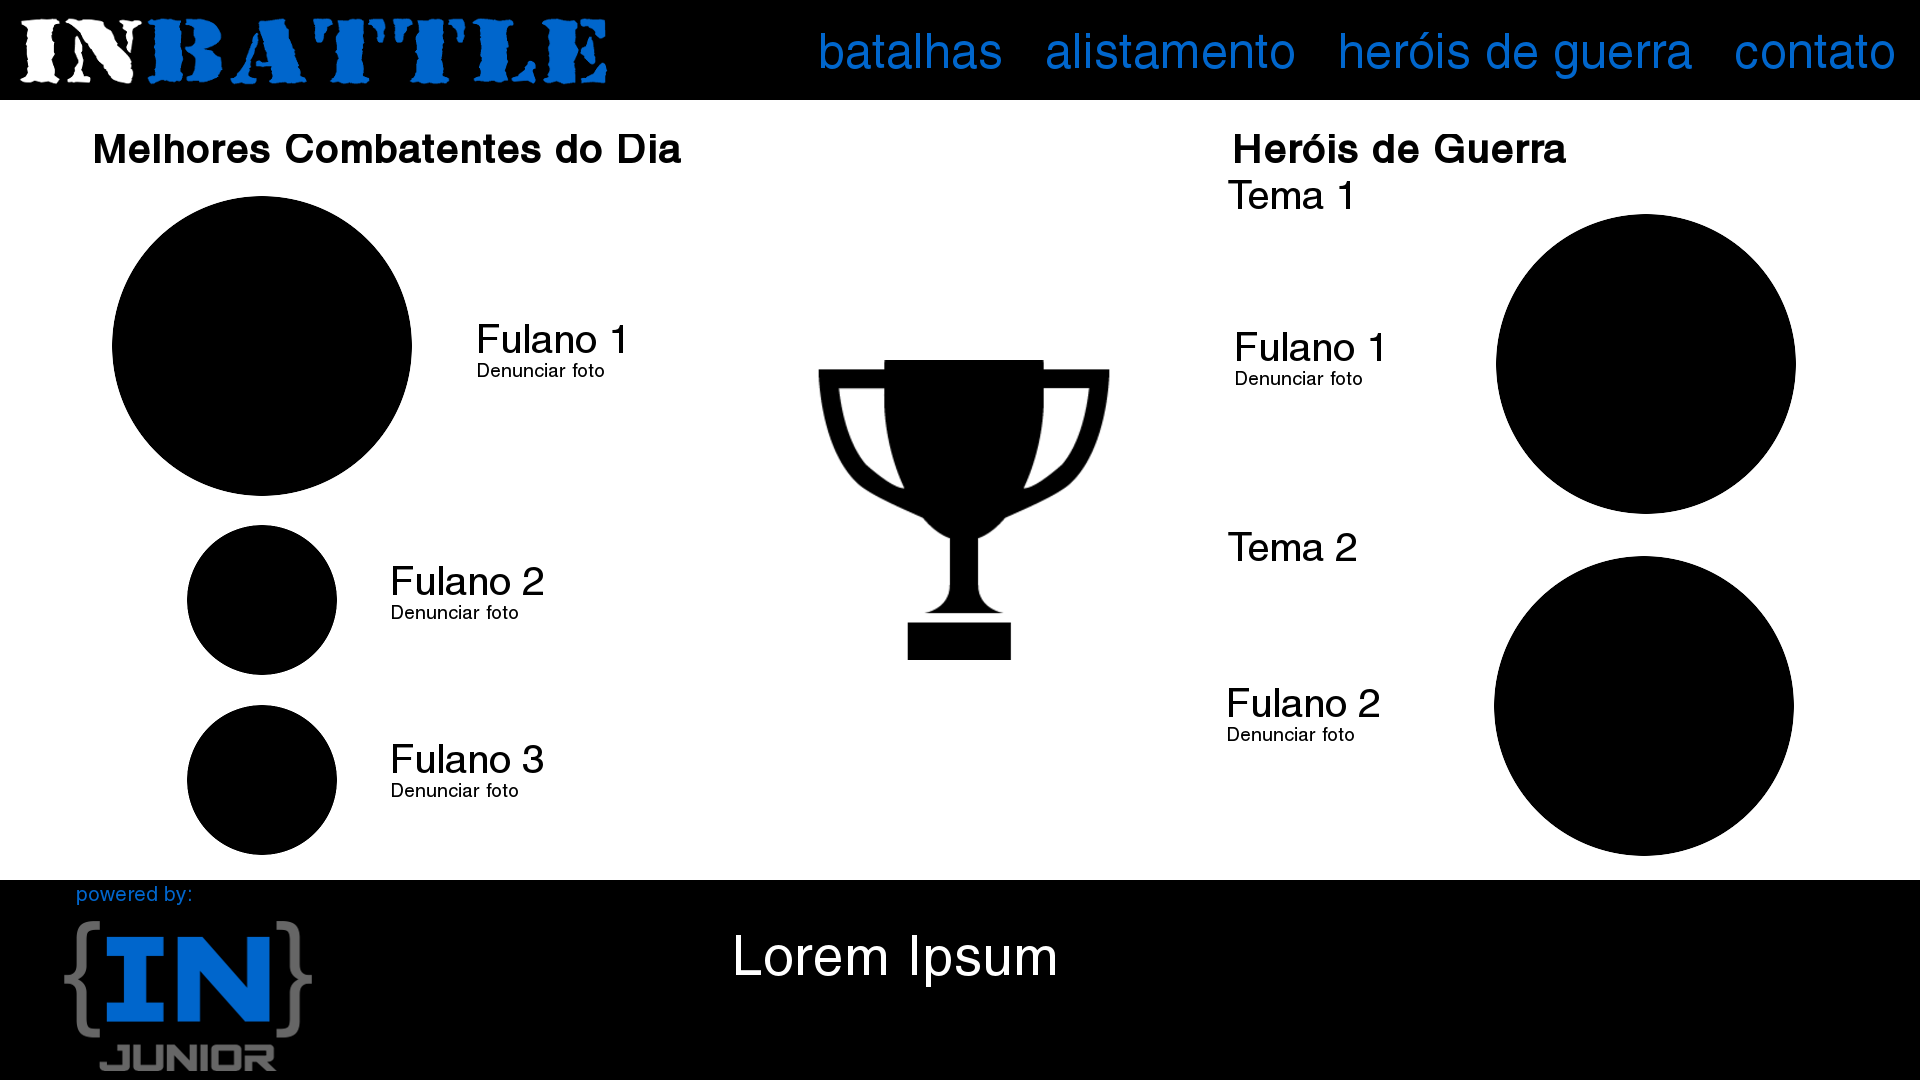 INBATTLE
batalhas alistamento heróis de guerra contato
Melhores Combatentes do Dia
Fulano 1
Denunciar foto
Fulano 2
Denunciar foto
Fulano 3
Denunciar foto
Heróis de Guerra
Tema 1
Fulano 1
Denunciar foto
Tema 2
Fulano 2
Denunciar foto
powered by:
{IN}
JUNIOR
Lorem Ipsum